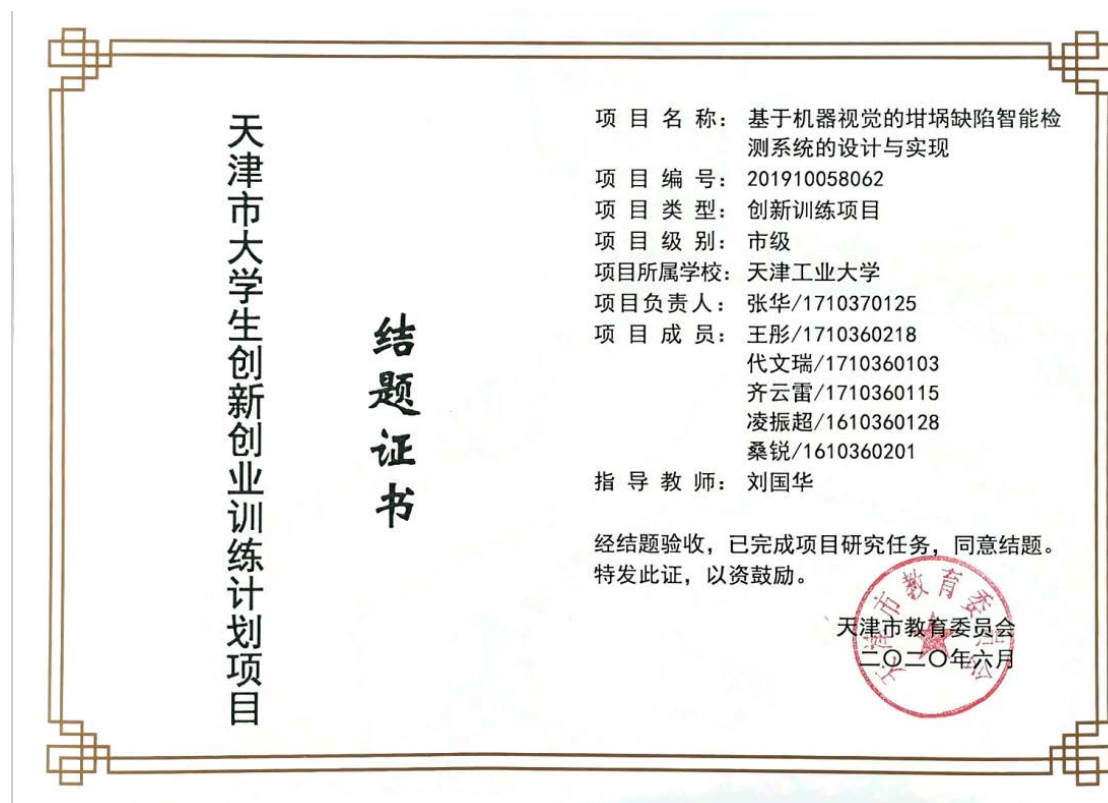 天津市大学生创新创业训练计划项目
结题证书
项目名称：基于机器视觉的坩埚缺陷智能检
测系统的设计与实现
项目编号：201910058062
项目类型：创新训练项目
项目级别：市级
项目所属学校：天津工业大学
项目负责人：张华/1710370125
项目成员：王彤/1710360218
代文瑞/1710360103
齐云雷/1710360115
凌振超/1610360128
桑锐/1610360201
指导教师：刘国华
经结题验收，已完成项目研究任务，同意结题。
特发此证，以资鼓励。
天津市教育委员会
二〇二〇年六月
天津市教育委员会